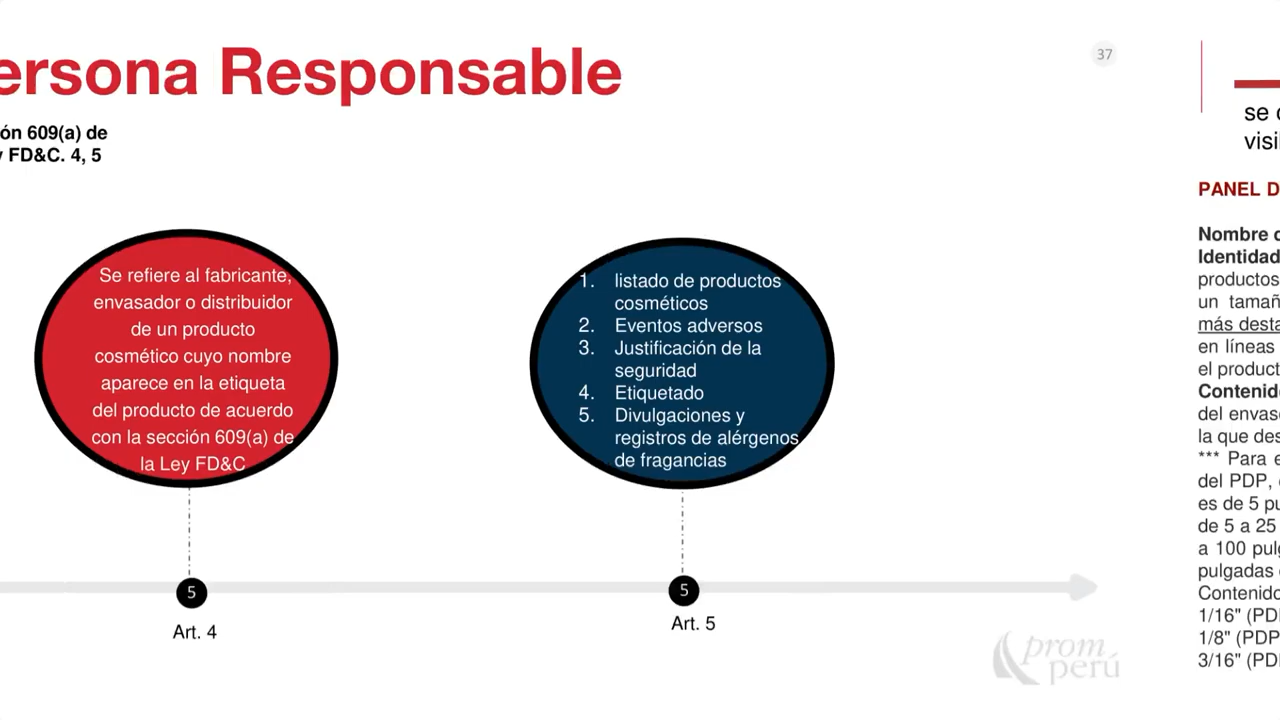 ersona Responsable
37
ón 609(a) de
y FD&C. 4, 5
Se refiere al fabricante,
envasador o distribuidor
de un producto
cosmético cuyo nombre
aparece en la etiqueta
del producto de acuerdo
con la sección 609(a) de
la Ley FD&C
1. listado de productos
cosméticos
2. Eventos adversos
3. Justificación de la
seguridad
4. Etiquetado
5. Divulgaciones y
registros de alérgenos
de fragancias
5
Art. 4
5
Art. 5
prom
perú
se
visi
PANEL D
Nombre
Identidad
productos
un tamañ
más desta
en líneas
el product
Contenido
del envase
la que des
*** Para e
del PDP,
es de 5 pu
de 5 a 25
a 100 pulg
pulgadas
Contenido
1/16" (PD
1/8" (PDP
3/16" (PD